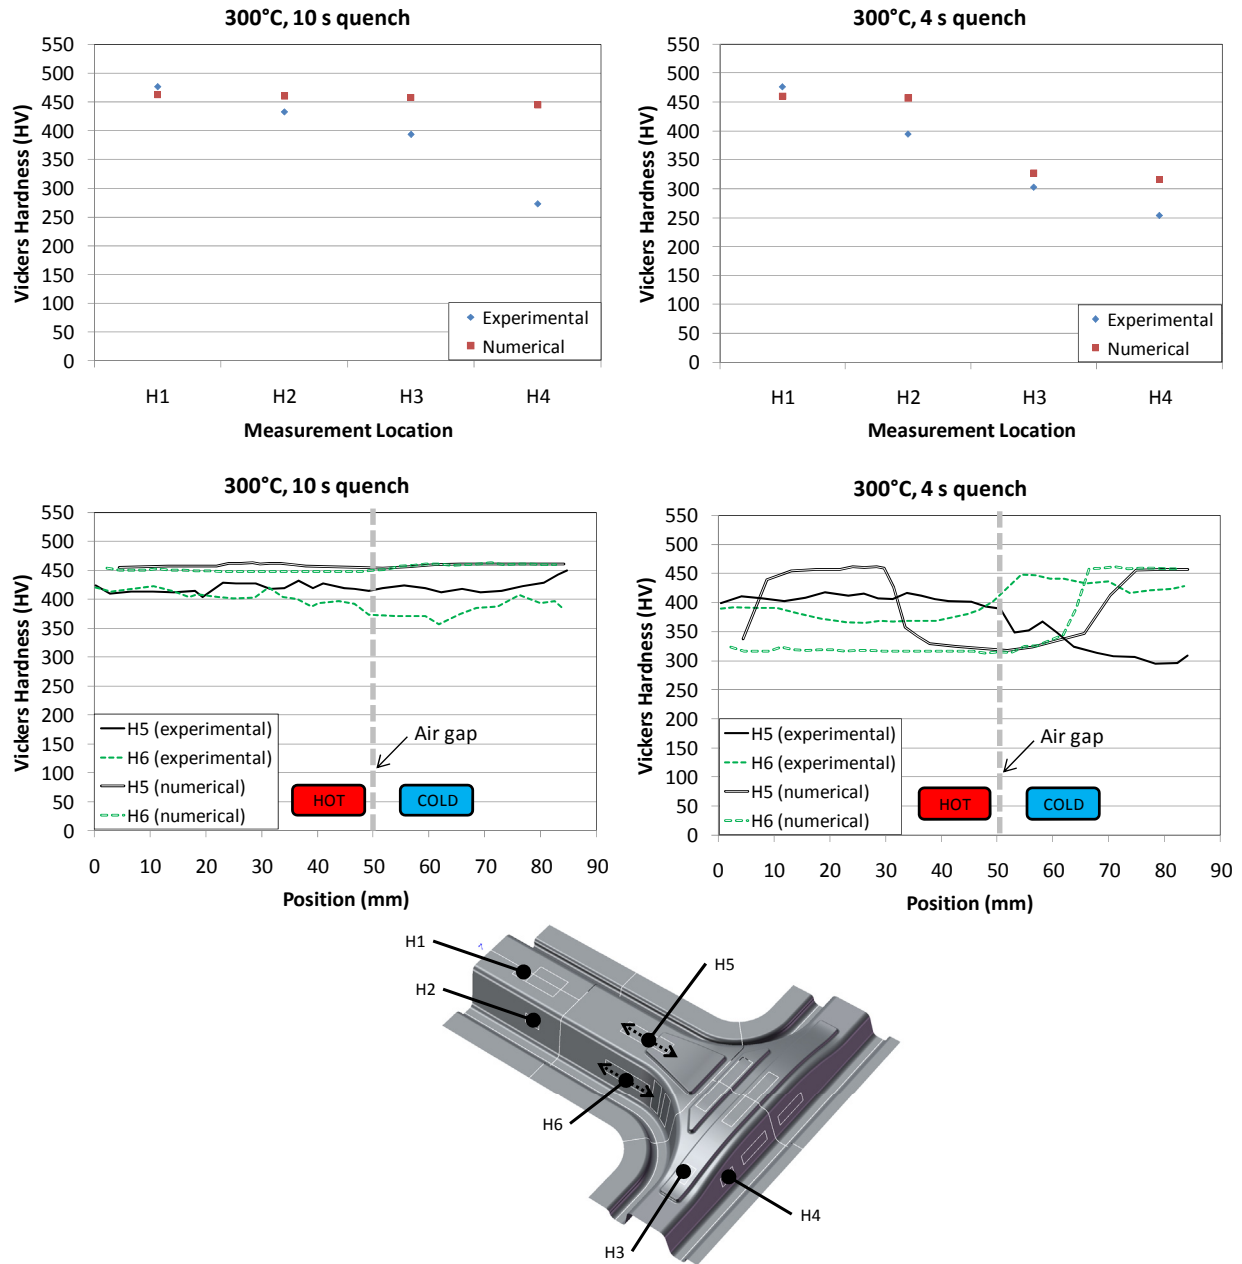 300°C, 10 s quench
550
500
450
400
350
300
250
200
150
100
50
0
Vickers Hardness (HV)
Experimental
Numerical
H1 H2 H3 H4
Measurement Location
300°C, 4 s quench
550
500
450
400
350
300
250
200
150
100
50
0
Vickers Hardness (HV)
Experimental
Numerical
H1 H2 H3 H4
Measurement Location
300°C, 10 s quench
550
500
450
400
350
300
250
200
150
100
50
0
Vickers Hardness (HV)
H5 (experimental)
H6 (experimental)
H5 (numerical)
H6 (numerical)
Air gap
HOT
COLD
0 10 20 30 40 50 60 70 80 90
Position (mm)
300°C, 4 s quench
550
500
450
400
350
300
250
200
150
100
50
0
Vickers Hardness (HV)
H5 (experimental)
H6 (experimental)
H5 (numerical)
H6 (numerical)
Air gap
HOT
COLD
0 10 20 30 40 50 60 70 80 90
Position (mm)
H1
H2
H5
H6
H4
H3